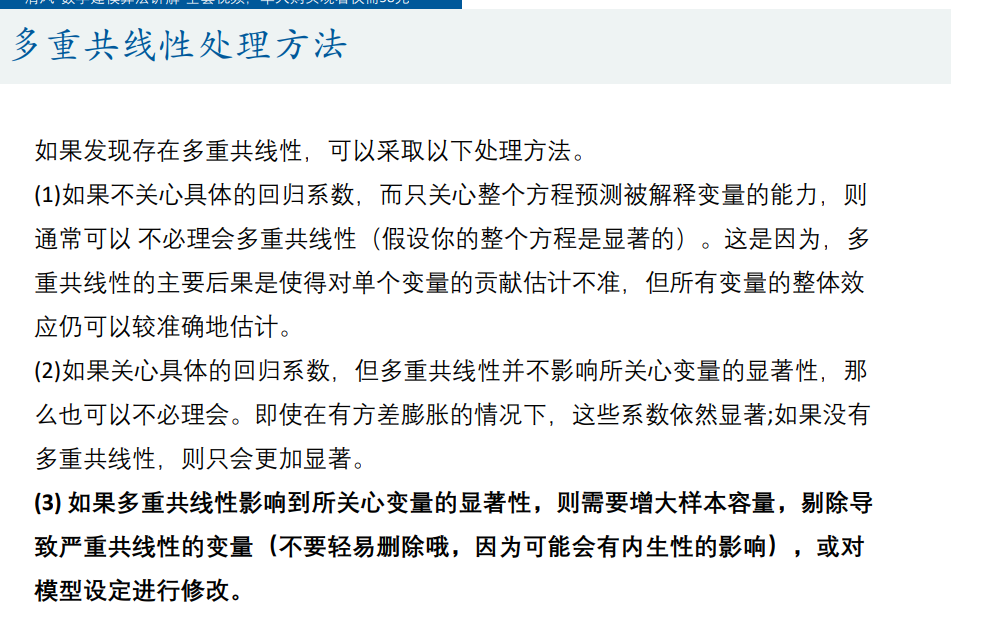 多重共线性处理方法
如果发现存在多重共线性，可以采取以下处理方法。
(1)如果不关心具体的回归系数，而只关心整个方程预测被解释变量的能力，则
通常可以 不必理会多重共线性（假设你的整个方程是显著的）。这是因为，多
重共线性的主要后果是使得对单个变量的贡献估计不准，但所有变量的整体效
应仍可以较准确地估计。
(2)如果关心具体的回归系数，但多重共线性并不影响所关心变量的显著性，那
么也可以不必理会。即使在有方差膨胀的情况下，这些系数依然显著;如果没有
多重共线性，则只会更加显著。
(3) 如果多重共线性影响到所关心变量的显著性，则需要增大样本容量，剔除导
致严重共线性的变量（不要轻易删除哦，因为可能会有内生性的影响），或对
模型设定进行修改。